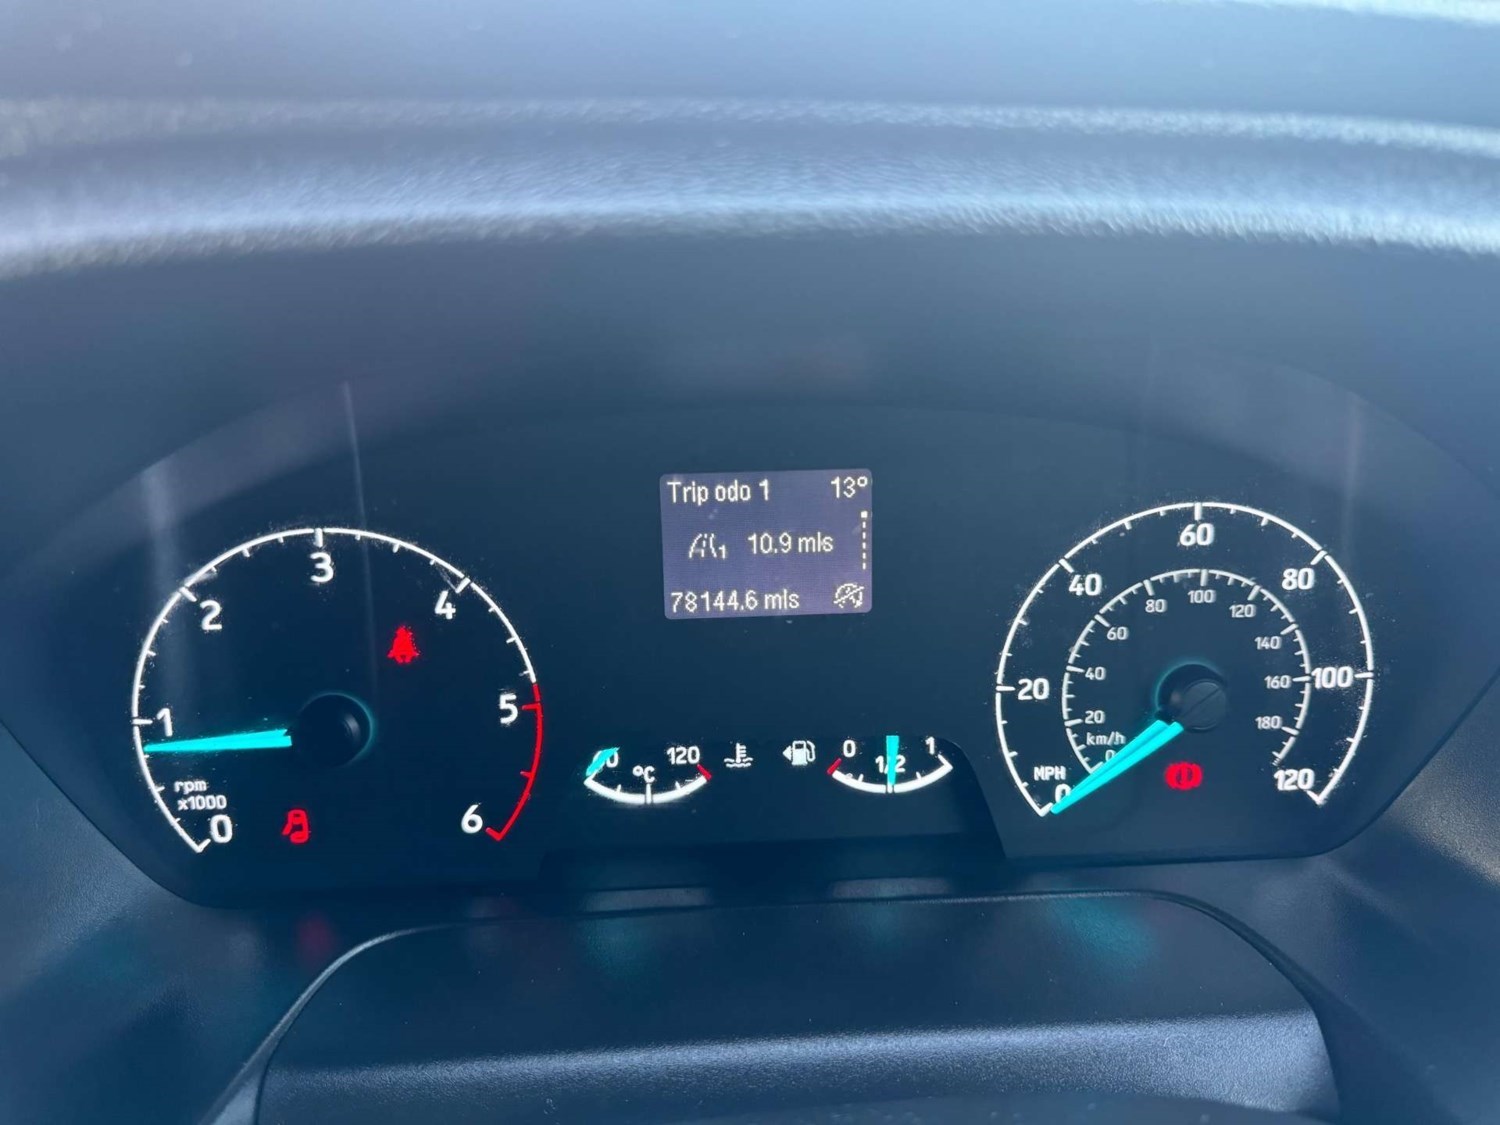 Trip odo 1 13°
1 10.9 mls
78144.6 mls
0 1 2 3 4 5 6
rpm
x1000
120
°C
0 1/2 1
0 20 40 60 80 100 120
MPH
0 20 40 60 80 100 120 140 160 180
km/h